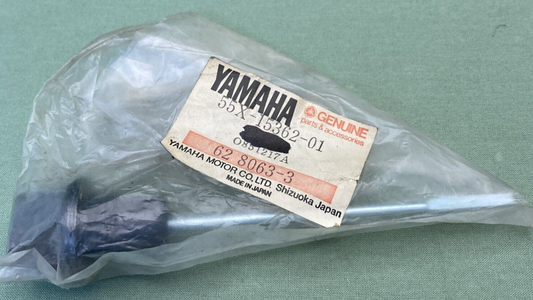 YAMAHA
GENUINE
parts & accessories
55X-15362-01
O851217A
62 8063-3
YAMAHA MOTOR CO., LTD. Shizuoka Japan
MADE IN JAPAN